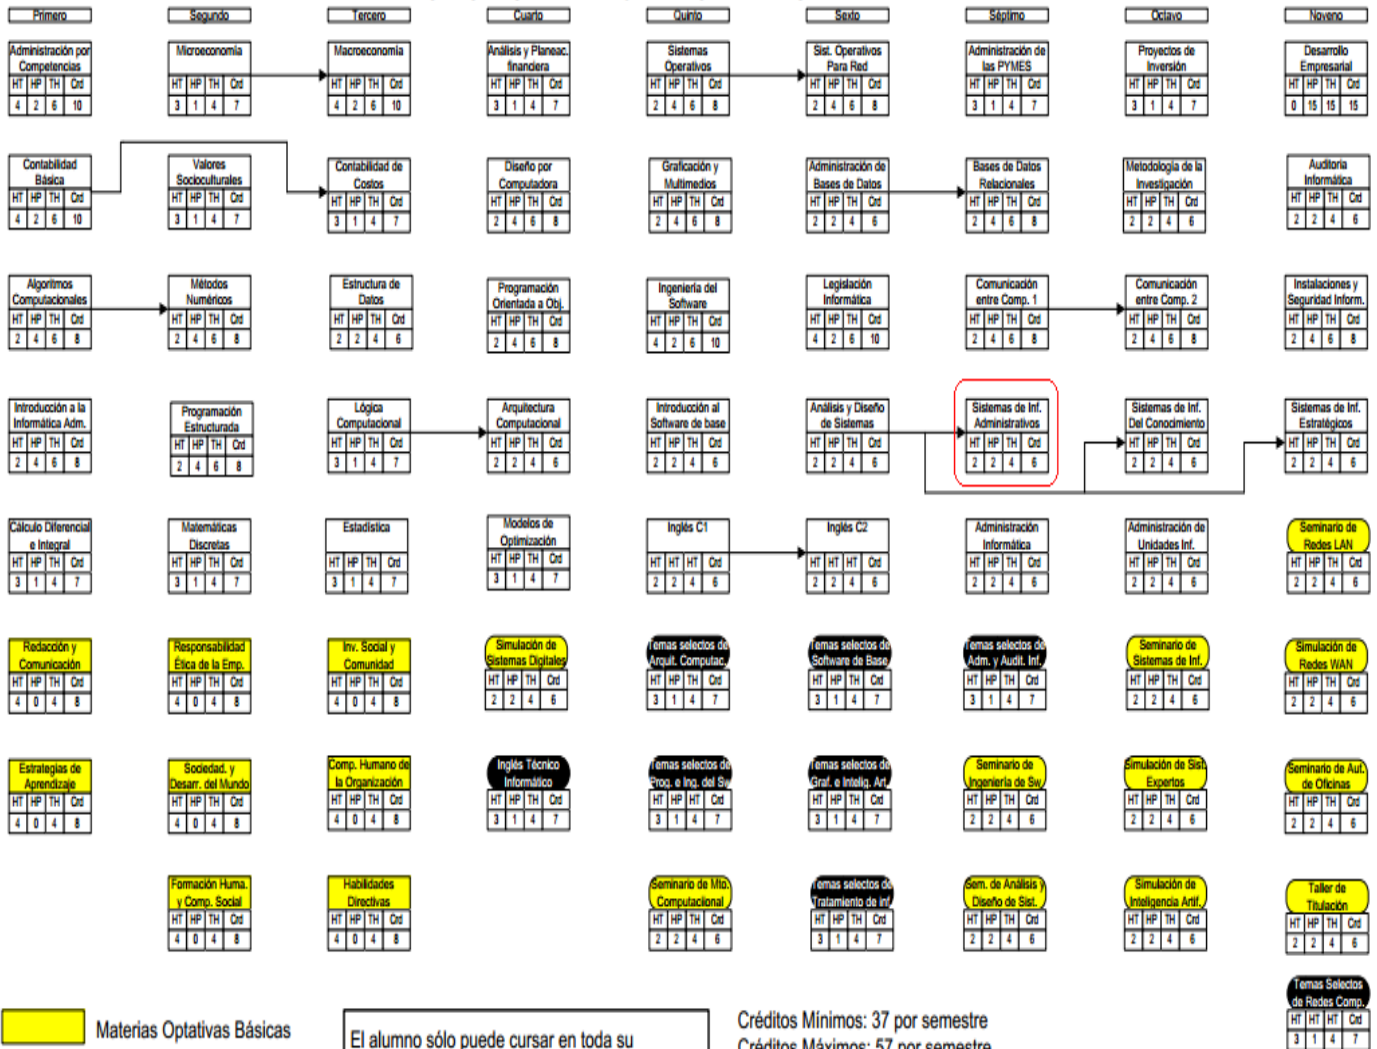 Primero Segundo Tercero Cuarto Quinto Sexto Séptimo Octavo Noveno
Administración por
Competencias
HT HP TH Crd
4 2 6 10
Microeconomía
HT HP TH Crd
3 1 4 7
Macroeconomía
HT HP TH Crd
4 2 6 10
Análisis y Planeac.
financiera
HT HP TH Crd
3 1 4 7
Sistemas
Operativos
HT HP TH Crd
2 4 6 8
Sist. Operativos
Para Red
HT HP TH Crd
2 4 6 8
Administración de
las PYMES
HT HP TH Crd
3 1 4 7
Proyectos de
Inversión
HT HP TH Crd
3 1 4 7
Desarrollo
Empresarial
HT HP TH Crd
0 15 15 15
Contabilidad
Básica
HT HP TH Crd
4 2 6 10
Valores
Socioculturales
HT HP TH Crd
3 1 4 7
Contabilidad de
Costos
HT HP TH Crd
3 1 4 7
Diseño por
Computadora
HT HP TH Crd
2 4 6 8
Graficación y
Multimedios
HT HP TH Crd
2 4 6 8
Administración de
Bases de Datos
HT HP TH Crd
2 2 4 6
Bases de Datos
Relacionales
HT HP TH Crd
2 4 6 8
Metodología de la
Investigación
HT HP TH Crd
2 2 4 6
Auditoria
Informática
HT HP TH Crd
2 2 4 6
Algoritmos
Computacionales
HT HP TH Crd
2 4 6 8
Métodos
Numéricos
HT HP TH Crd
2 4 6 8
Estructura de
Datos
HT HP TH Crd
2 2 4 6
Programación
Orientada a Obj.
HT HP TH Crd
2 4 6 8
Ingeniería del
Software
HT HP TH Crd
4 2 6 10
Legislación
Informática
HT HP TH Crd
4 2 6 10
Comunicación
entre Comp. 1
HT HP TH Crd
2 4 6 8
Comunicación
entre Comp. 2
HT HP TH Crd
2 4 6 8
Instalaciones y
Seguridad Inform.
HT HP TH Crd
2 4 6 8
Introducción a la
Informática Adm.
HT HP TH Crd
2 4 6 8
Programación
Estructurada
HT HP TH Crd
2 4 6 8
Lógica
Computacional
HT HP TH Crd
3 1 4 7
Arquitectura
Computacional
HT HP TH Crd
2 2 4 6
Introducción al
Software de base
HT HP TH Crd
2 2 4 6
Análisis y Diseño
de Sistemas
HT HP TH Crd
2 2 4 6
Sistemas de Inf.
Administrativos
HT HP TH Crd
2 2 4 6
Sistemas de Inf.
Del Conocimiento
HT HP TH Crd
2 2 4 6
Sistemas de Inf.
Estratégicos
HT HP TH Crd
2 2 4 6
Cálculo Diferencial
e Integral
HT HP TH Crd
3 1 4 7
Matemáticas
Discretas
HT HP TH Crd
3 1 4 7
Estadística
HT HP TH Crd
3 1 4 7
Modelos de
Optimización
HT HP TH Crd
3 1 4 7
Inglés C1
HT HT HT Crd
2 2 4 6
Inglés C2
HT HT HT Crd
2 2 4 6
Administración
Informática
HT HP TH Crd
2 2 4 6
Administración de
Unidades Inf.
HT HP TH Crd
2 2 4 6
Seminario de
Redes LAN
HT HT HT Crd
2 2 4 6
Redacción y
Comunicación
HT HP TH Crd
4 0 4 8
Responsabilidad
Ética de la Emp.
HT HP TH Crd
4 0 4 8
Inv. Social y
Comunidad
HT HP TH Crd
4 0 4 8
Simulación de
Sistemas Digitales
HT HP TH Crd
2 2 4 6
Temas selectos de
Arquit. Computac.
HT HP TH Crd
3 1 4 7
Temas selectos de
Software de Base
HT HP TH Crd
3 1 4 7
Temas selectos de
Adm. y Audit. Inf.
HT HP TH Crd
3 1 4 7
Seminario de
Sistemas de Inf.
HT HP TH Crd
2 2 4 6
Simulación de
Redes WAN
HT HP TH Crd
2 2 4 6
Estrategias de
Aprendizaje
HT HP TH Crd
4 0 4 8
Sociedad. y
Desarr. del Mundo
HT HP TH Crd
4 0 4 8
Comp. Humano de
la Organización
HT HP TH Crd
4 0 4 8
Inglés Técnico
Informático
HT HP TH Crd
3 1 4 7
Temas selectos de
Prog. e Ing. del Sw
HT HP HT Crd
3 1 4 7
Temas selectos de
Graf. e Intelig. Art.
HT HP TH Crd
3 1 4 7
Seminario de
Ingeniería de Sw
HT HP TH Crd
2 2 4 6
Simulación de Sist.
Expertos
HT HP TH Crd
2 2 4 6
Seminario de Aut.
de Oficinas
HT HP TH Crd
2 2 4 6
Formación Huma.
y Comp. Social
HT HP TH Crd
4 0 4 8
Habilidades
Directivas
HT HP TH Crd
4 0 4 8
Seminario de Mto.
Computacional
HT HP TH Crd
2 2 4 6
Temas selectos de
Tratamiento de Inf.
HT HP TH Crd
3 1 4 7
Sem. de Análisis y
Diseño de Sist.
HT HP TH Crd
2 2 4 6
Simulación de
Inteligencia Artif.
HT HP TH Crd
2 2 4 6
Taller de
Titulación
HT HP TH Crd
2 2 4 6
Temas Selectos
de Redes Comp.
HT HT HT Crd
3 1 4 7
Materias Optativas Básicas
El alumno sólo puede cursar en toda su
Créditos Mínimos: 37 por semestre
Créditos Máximos: 57 por semestre